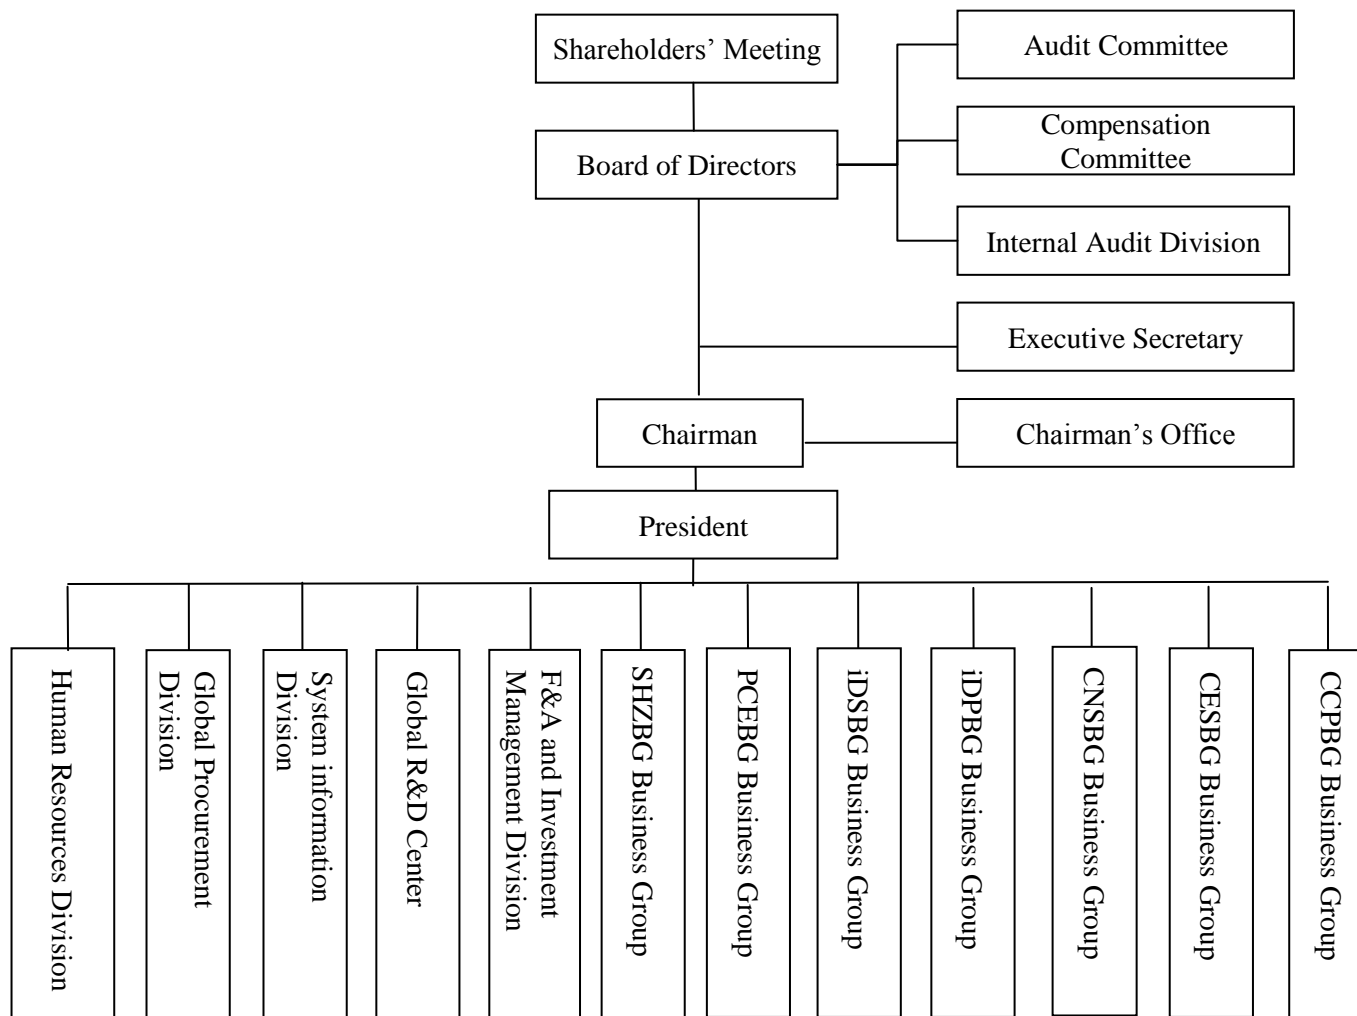 Shareholders’ Meeting
Audit Committee
Compensation
Committee
Board of Directors
Internal Audit Division
Executive Secretary
Chairman
Chairman’s Office
President
Human Resources Division
Global Procurement
Division
System information
Division
Global R&D Center
F&A and Investment
Management Division
SHZBG Business Group
PCEBG Business Group
iDSBG Business Group
iDPBG Business Group
CNSBG Business Group
CESBG Business Group
CCPBG Business Group